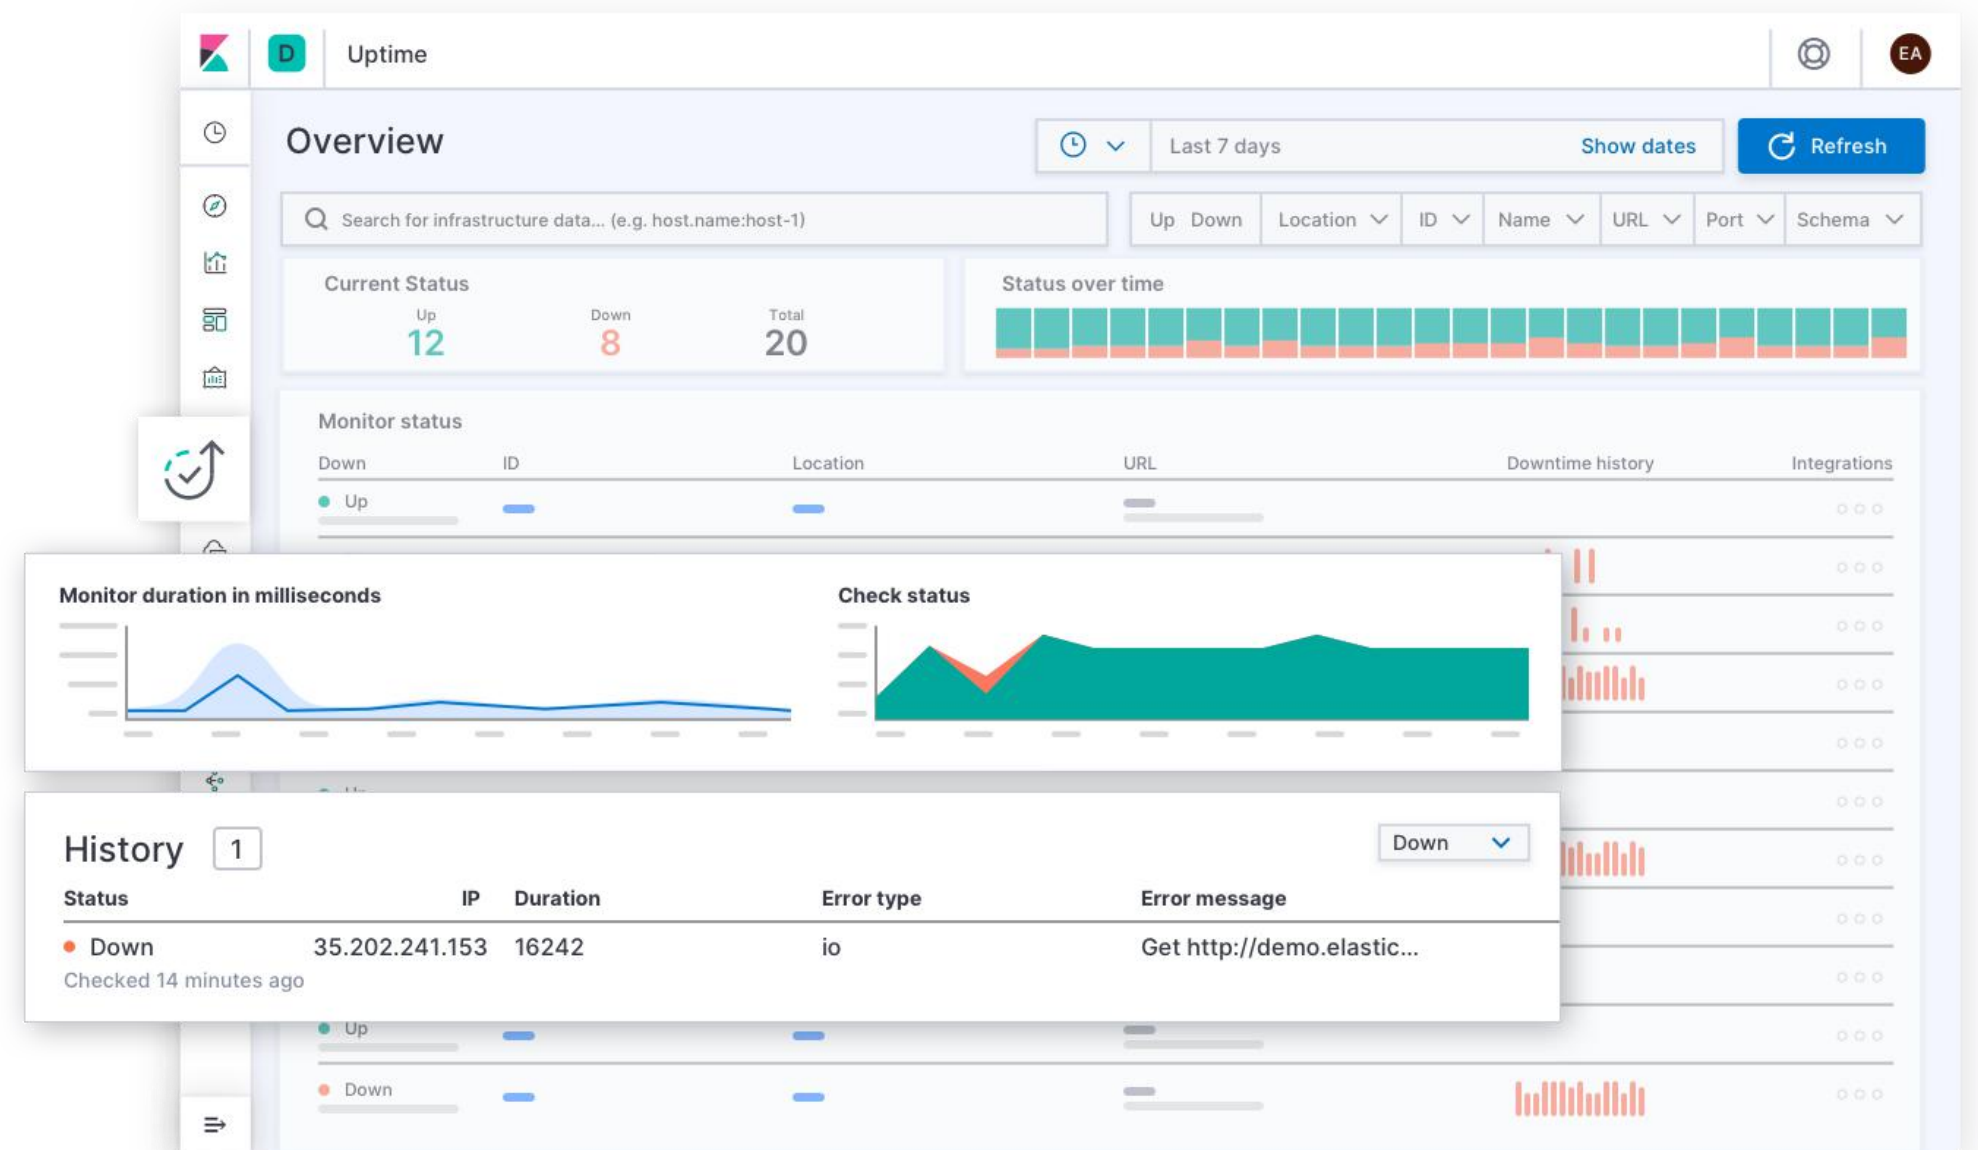 D
Uptime
EA
Overview
Last 7 days
Show dates
Refresh
Search for infrastructure data... (e.g. host.name:host-1)
Up Down Location ID Name URL Port Schema
Current Status
Up Down Total
12 8 20
Status over time
Monitor status
Down ID Location URL Downtime history Integrations
Up
Monitor duration in milliseconds
Check status
History 1
Down
Status IP Duration Error type Error message
Down 35.202.241.153 16242 io Get http://demo.elastic...
Checked 14 minutes ago
Up
Down